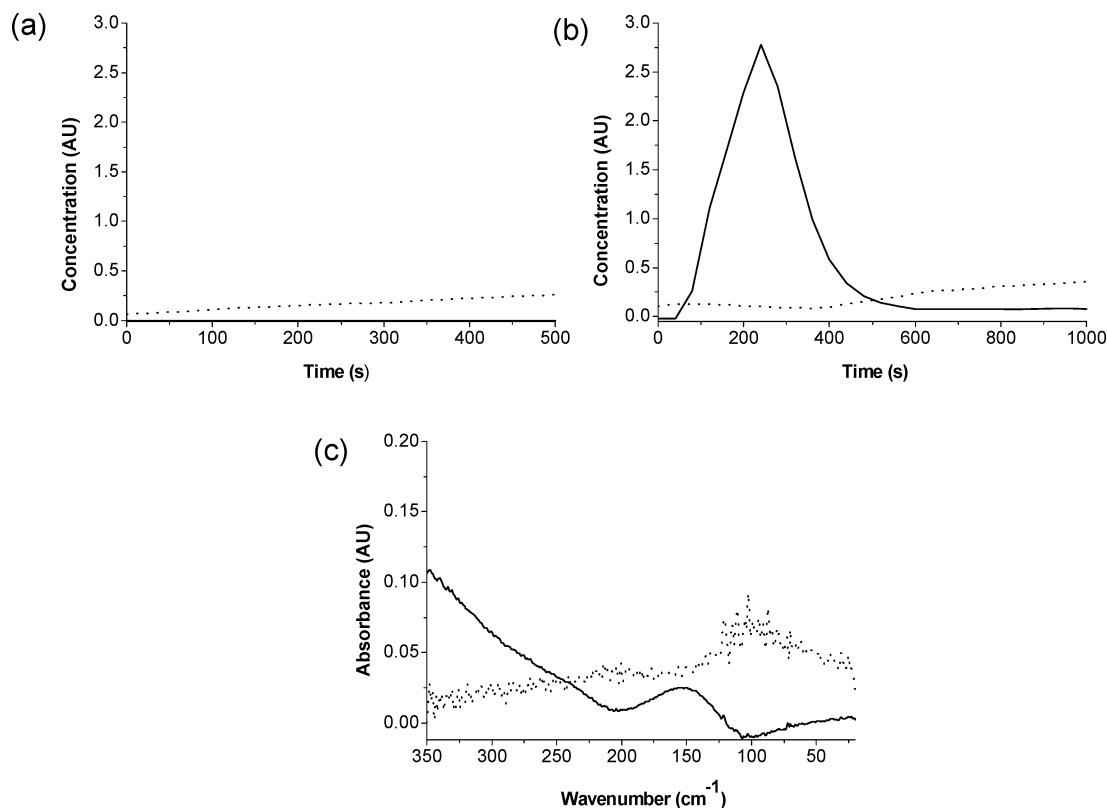 (a)
3.0
2.5
2.0
1.5
1.0
0.5
0.0
Concentration (AU)
0 100 200 300 400 500
Time (s)
(b)
3.0
2.5
2.0
1.5
1.0
0.5
0.0
Concentration (AU)
0 200 400 600 800 1000
Time (s)
(c)
0.20
0.15
0.10
0.05
0.00
Absorbance (AU)
350 300 250 200 150 100 50
Wavenumber (cm⁻¹)